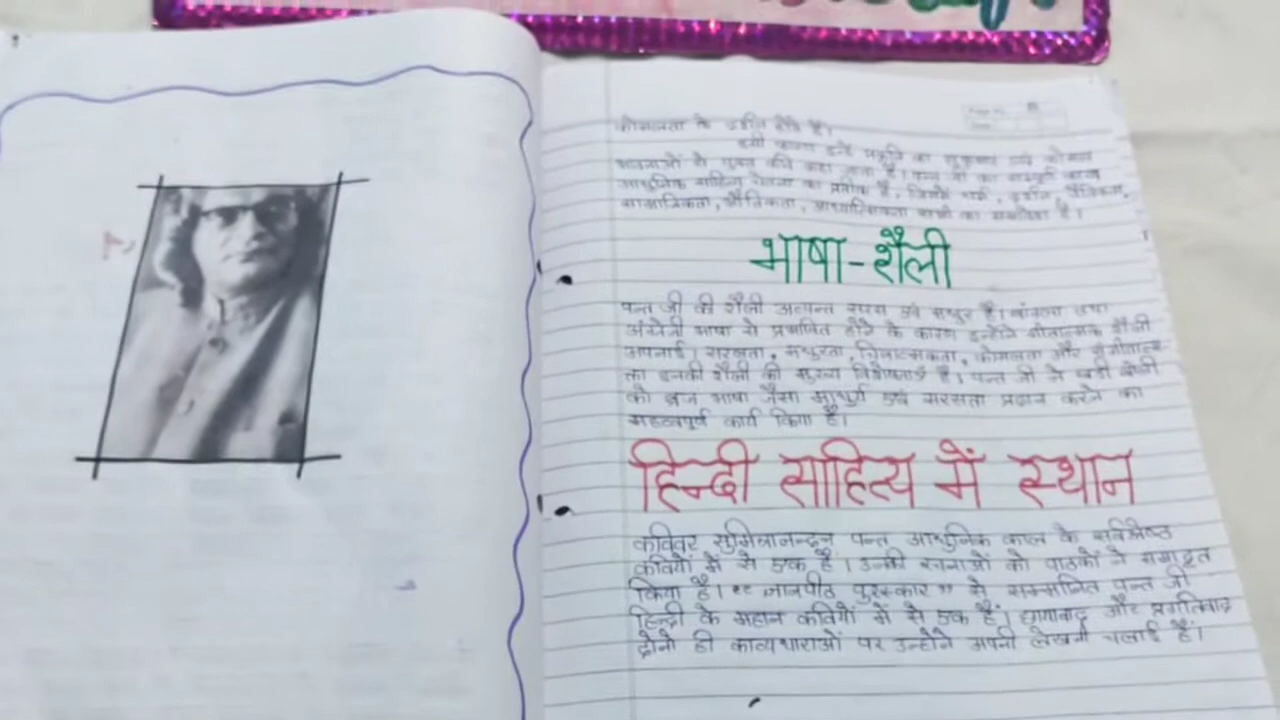 कोमलता के दर्शन होते हैं।
इसी कारण इन्हें प्रकृति का सुकुमार एवं कोमल
भावनाओं से युक्त कवि कहा जाता है। पन्त जी का सम्पूर्ण काव्य
आधुनिक साहित्य चेतना का प्रतीक है, जिसमें धर्म, दर्शन, नैतिकता,
सामाजिकता, भौतिकता, आध्यात्मिकता सभी का समावेश है।
भाषा-शैली
पन्त जी की शैली अत्यन्त सरस एवं मधुर है। बांग्ला तथा
अंग्रेजी भाषा से प्रभावित होने के कारण इन्होंने गीतात्मक शैली
अपनाई। सरलता, मधुरता, चित्रात्मकता, कोमलता और संगीतात्म
कता इनकी शैली की मुख्य विशेषताएँ हैं। पन्त जी ने खड़ी बोली
को ब्रज भाषा जैसा माधुर्य एवं सरसता प्रदान करने का
महत्वपूर्ण कार्य किया है।
हिन्दी साहित्य में स्थान
कविवर सुमित्रानन्दन पन्त आधुनिक काल के सर्वश्रेष्ठ
कवियों में से एक है। उनकी रचनाओं को पाठकों ने समादृत
किया है। "ज्ञानपीठ पुरस्कार" से सम्मानित पन्त जी
हिन्दी के महान कवियों में से एक हैं। छायावाद और प्रगतिवाद
दोनो ही काव्यधाराओं पर उन्होंने अपनी लेखनी चलाई है।